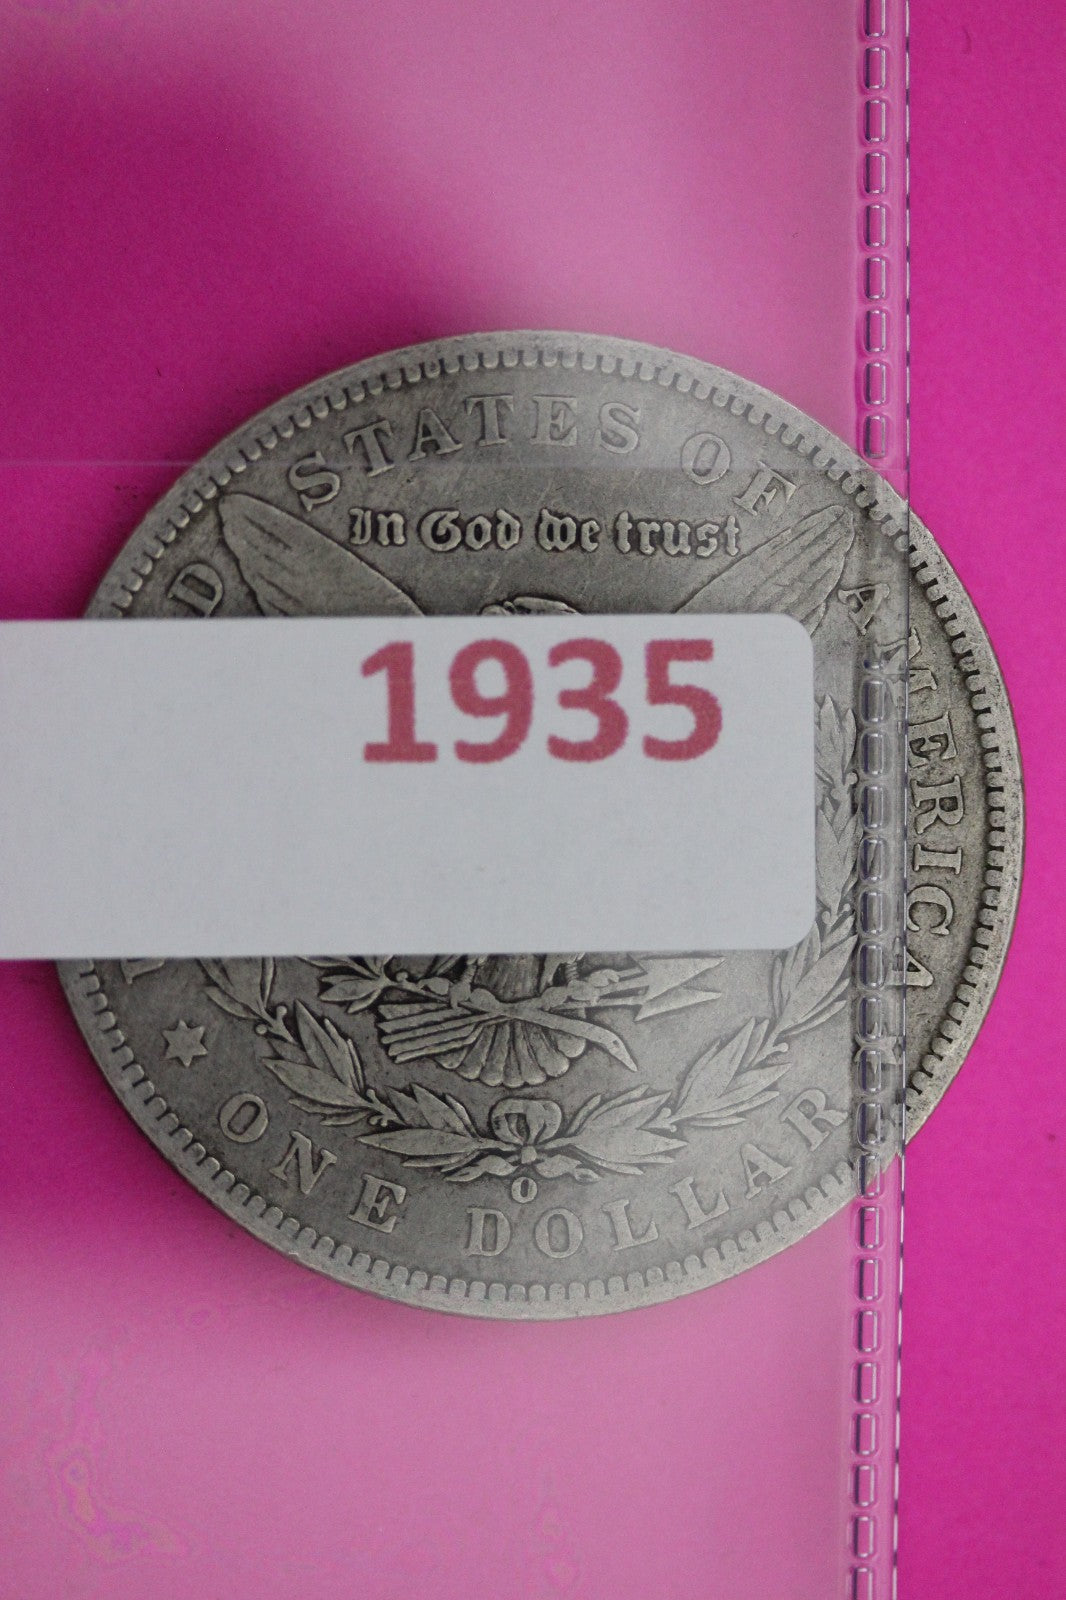 D STATES OF AMERICA
In God we trust
1935
O
ONE DOLLAR